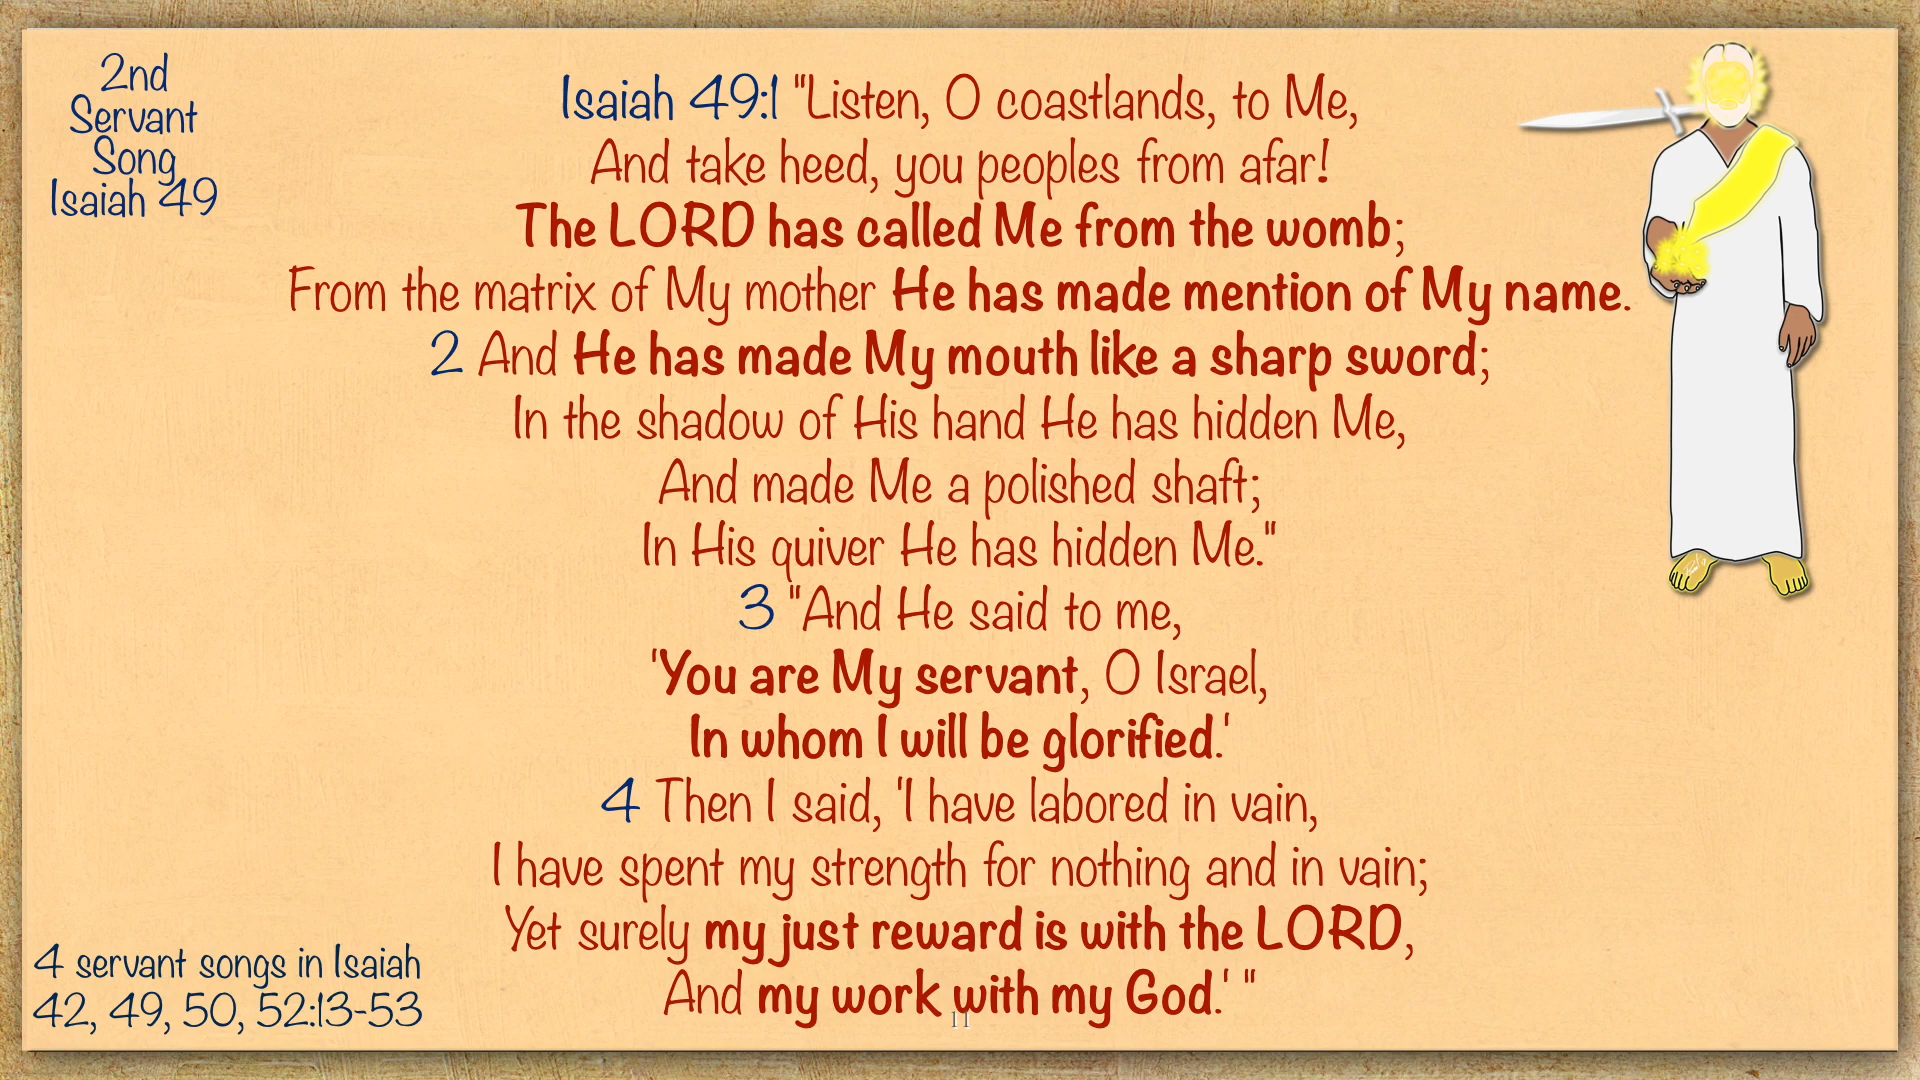 2nd
Servant
Song
Isaiah 49
Isaiah 49:1 "Listen, O coastlands, to Me,
And take heed, you peoples from afar!
The LORD has called Me from the womb;
From the matrix of My mother He has made mention of My name.
2 And He has made My mouth like a sharp sword;
In the shadow of His hand He has hidden Me,
And made Me a polished shaft;
In His quiver He has hidden Me."
3 "And He said to me,
'You are My servant, O Israel,
In whom I will be glorified.'
4 Then I said, 'I have labored in vain,
I have spent my strength for nothing and in vain;
Yet surely my just reward is with the LORD,
And my work with my God.' "
4 servant songs in Isaiah
42, 49, 50, 52:13-53
11